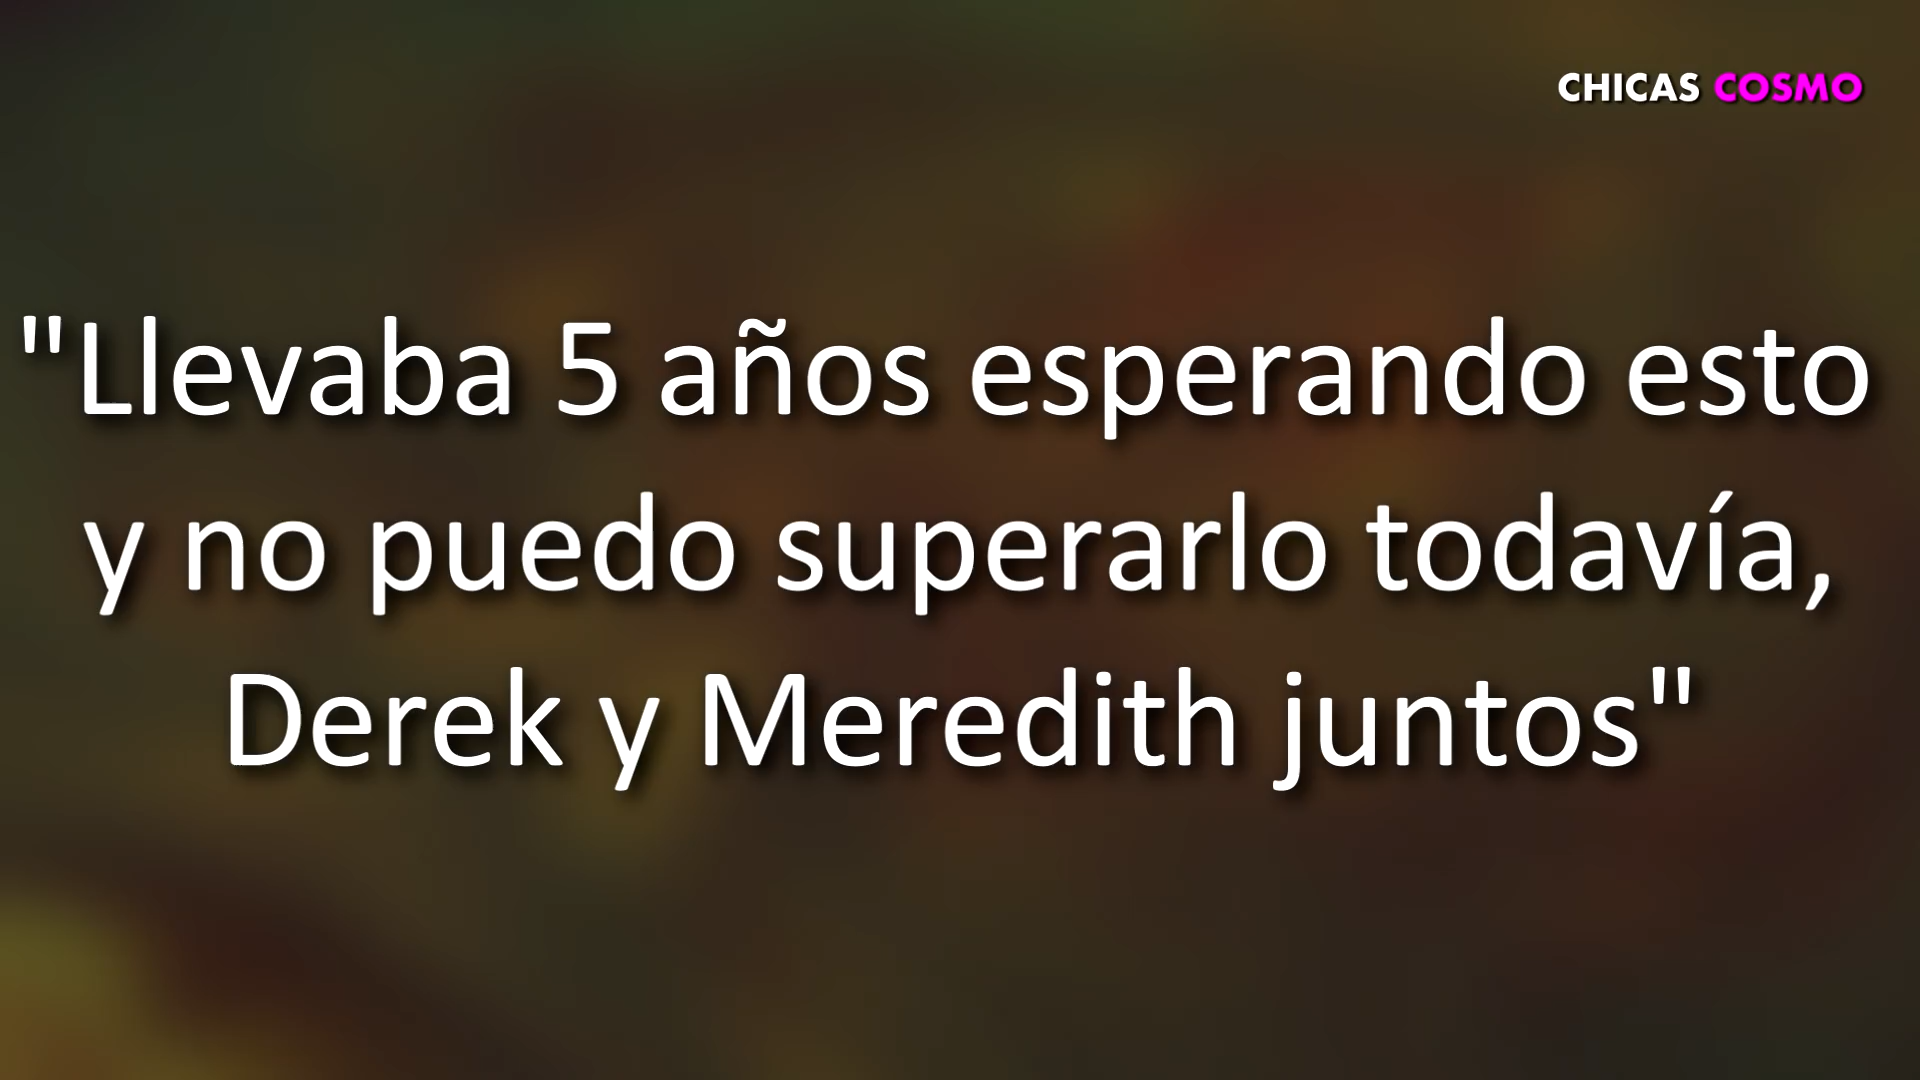 CHICAS COSMO
"Llevaba 5 años esperando esto
y no puedo superarlo todavía,
Derek y Meredith juntos"